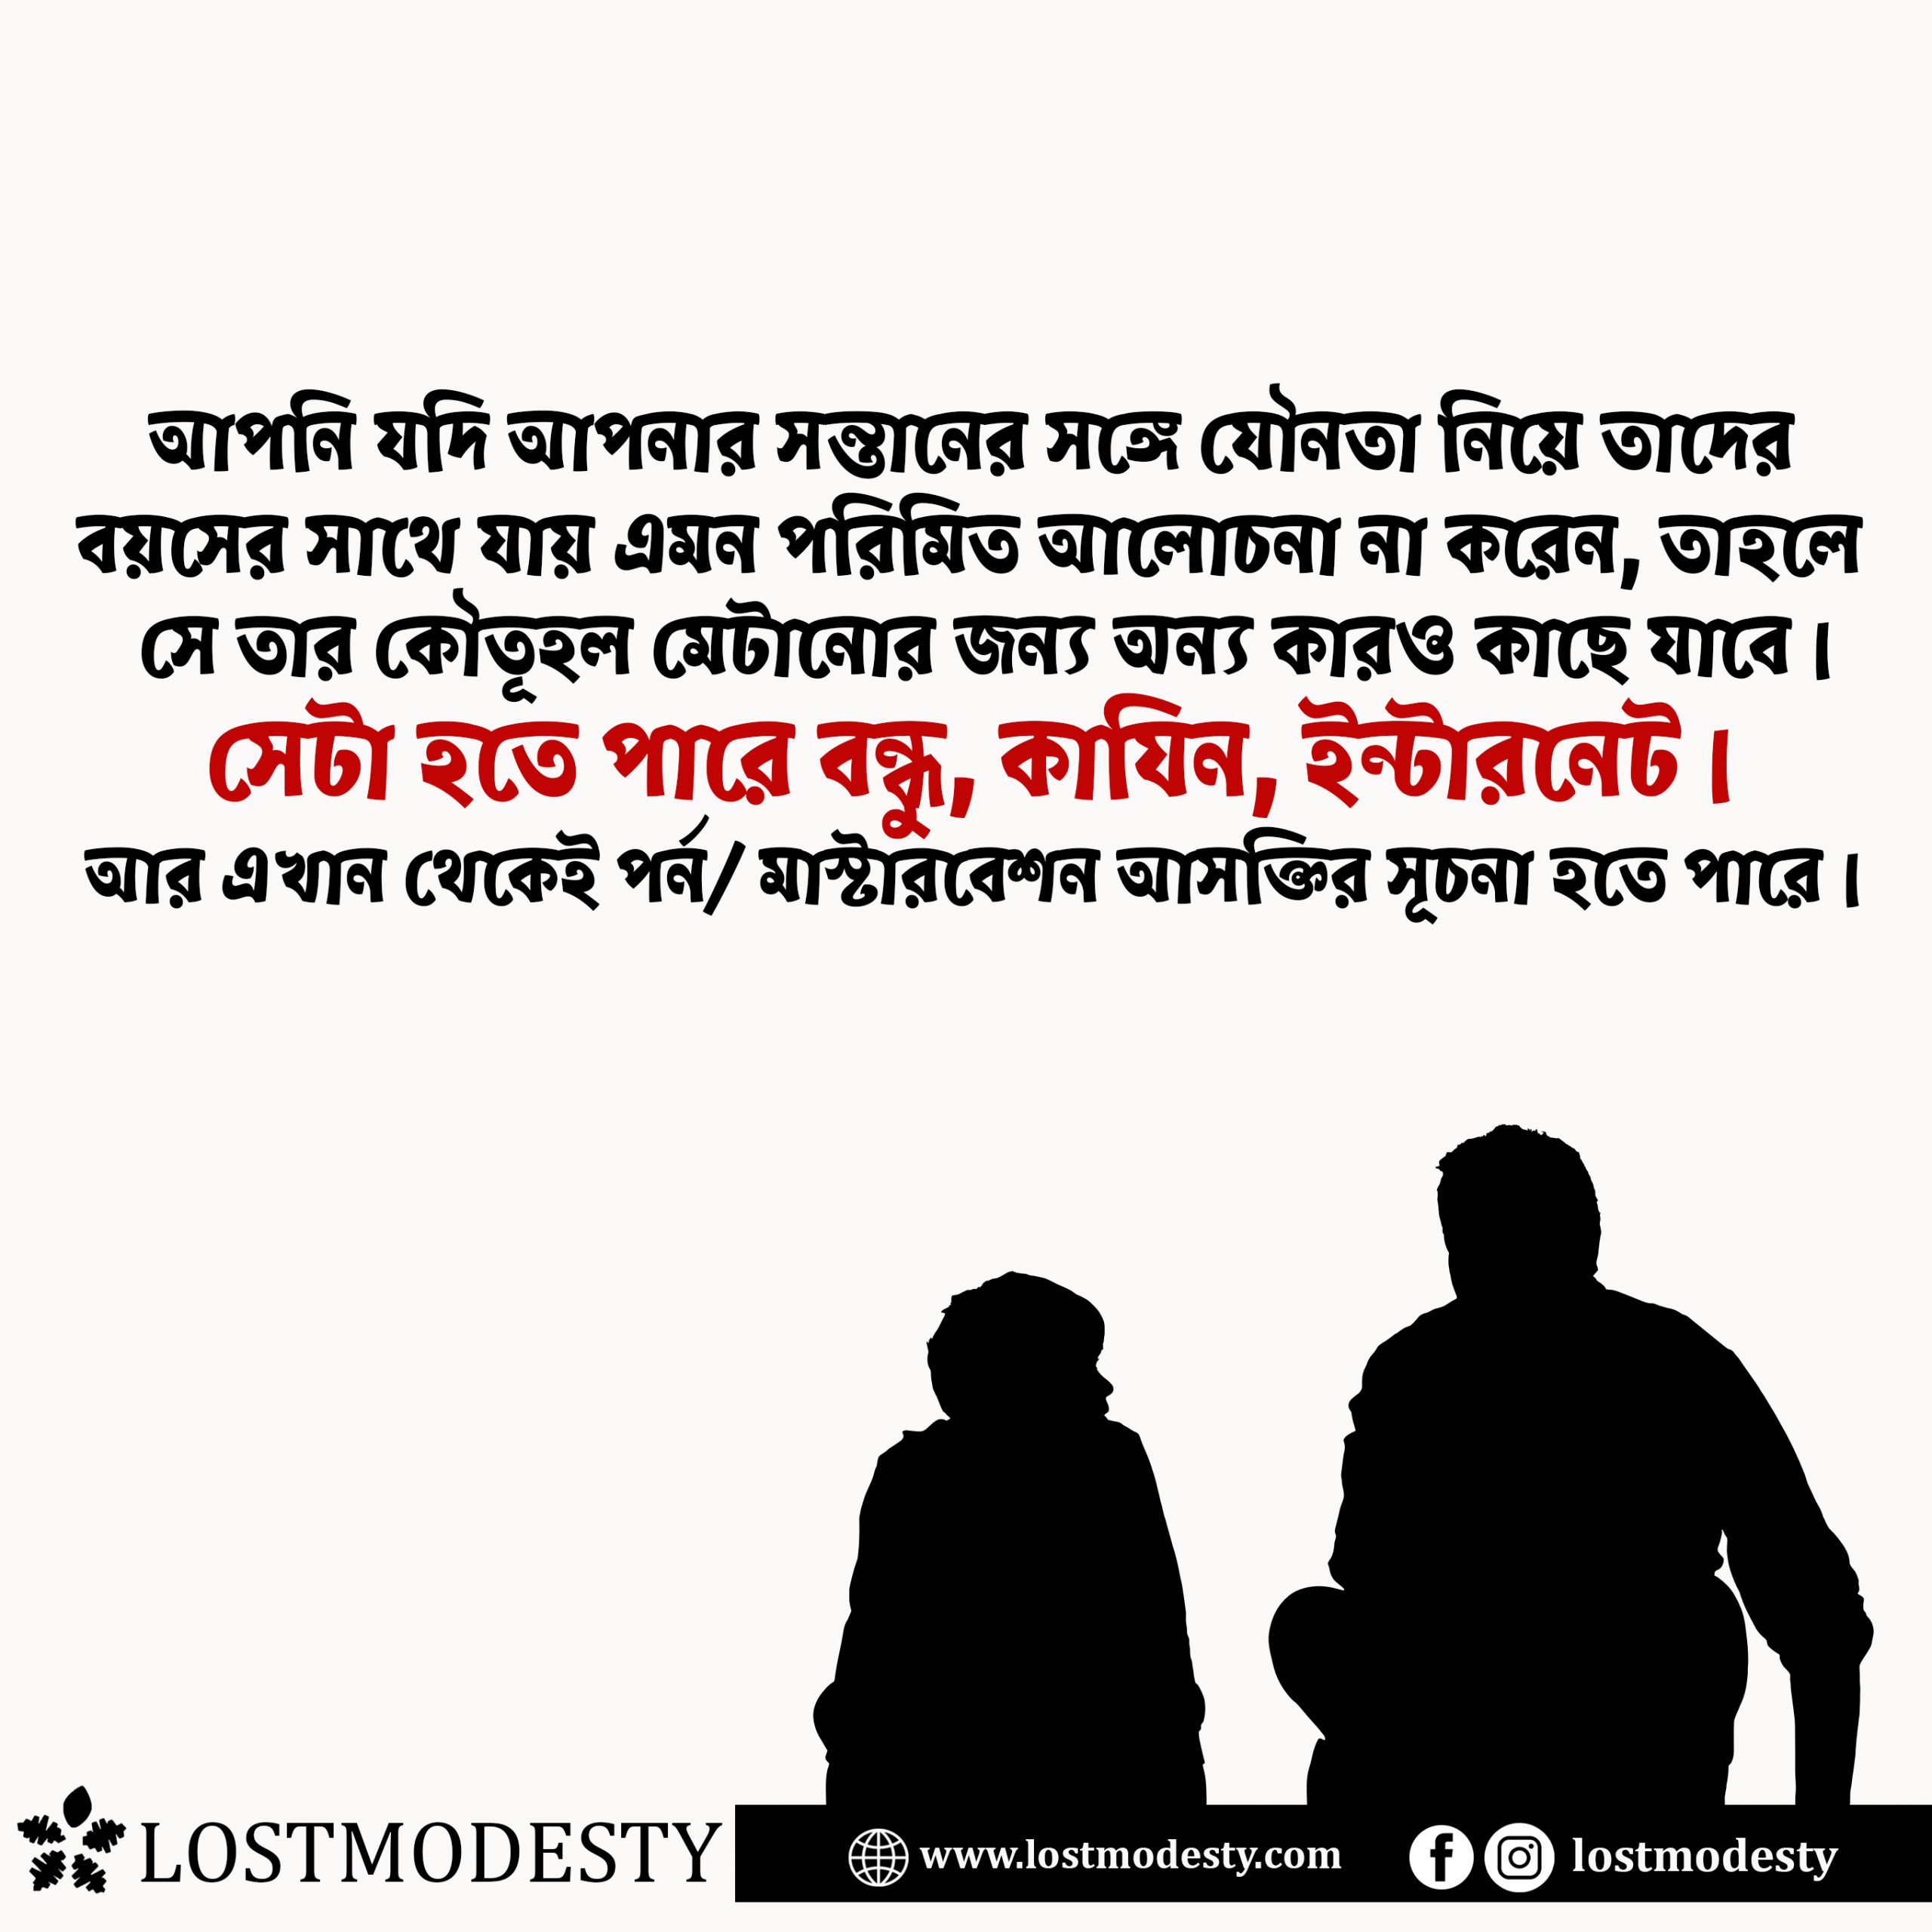 আপনি যদি আপনার সন্তানের সঙ্গে যৌনতা নিয়ে তাদের
বয়সের সাথে যায় এমন পরিমিত আলোচনা না করেন, তাহলে
সে তার কৌতূহল মেটানোর জন্য অন্য কারও কাছে যাবে।
সেটা হতে পারে বন্ধু, কাযিন, ইন্টারনেট।
আর এখান থেকেই পর্ন/মাস্টারবেশন আসক্তির সূচনা হতে পারে।
LOSTMODESTY
www.lostmodesty.com
lostmodesty